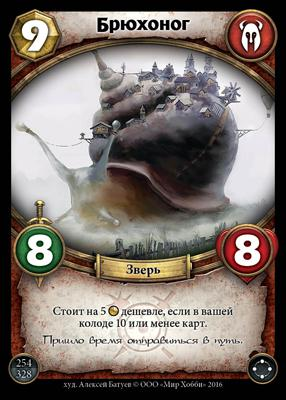 Брюхоног
9
8
Зверь
8
Стоит на 5 дешевле, если в вашей
колоде 10 или менее карт.
Пришло время отправиться в путь.
254
328
худ. Алексей Батуев © ООО «Мир Хобби» 2016